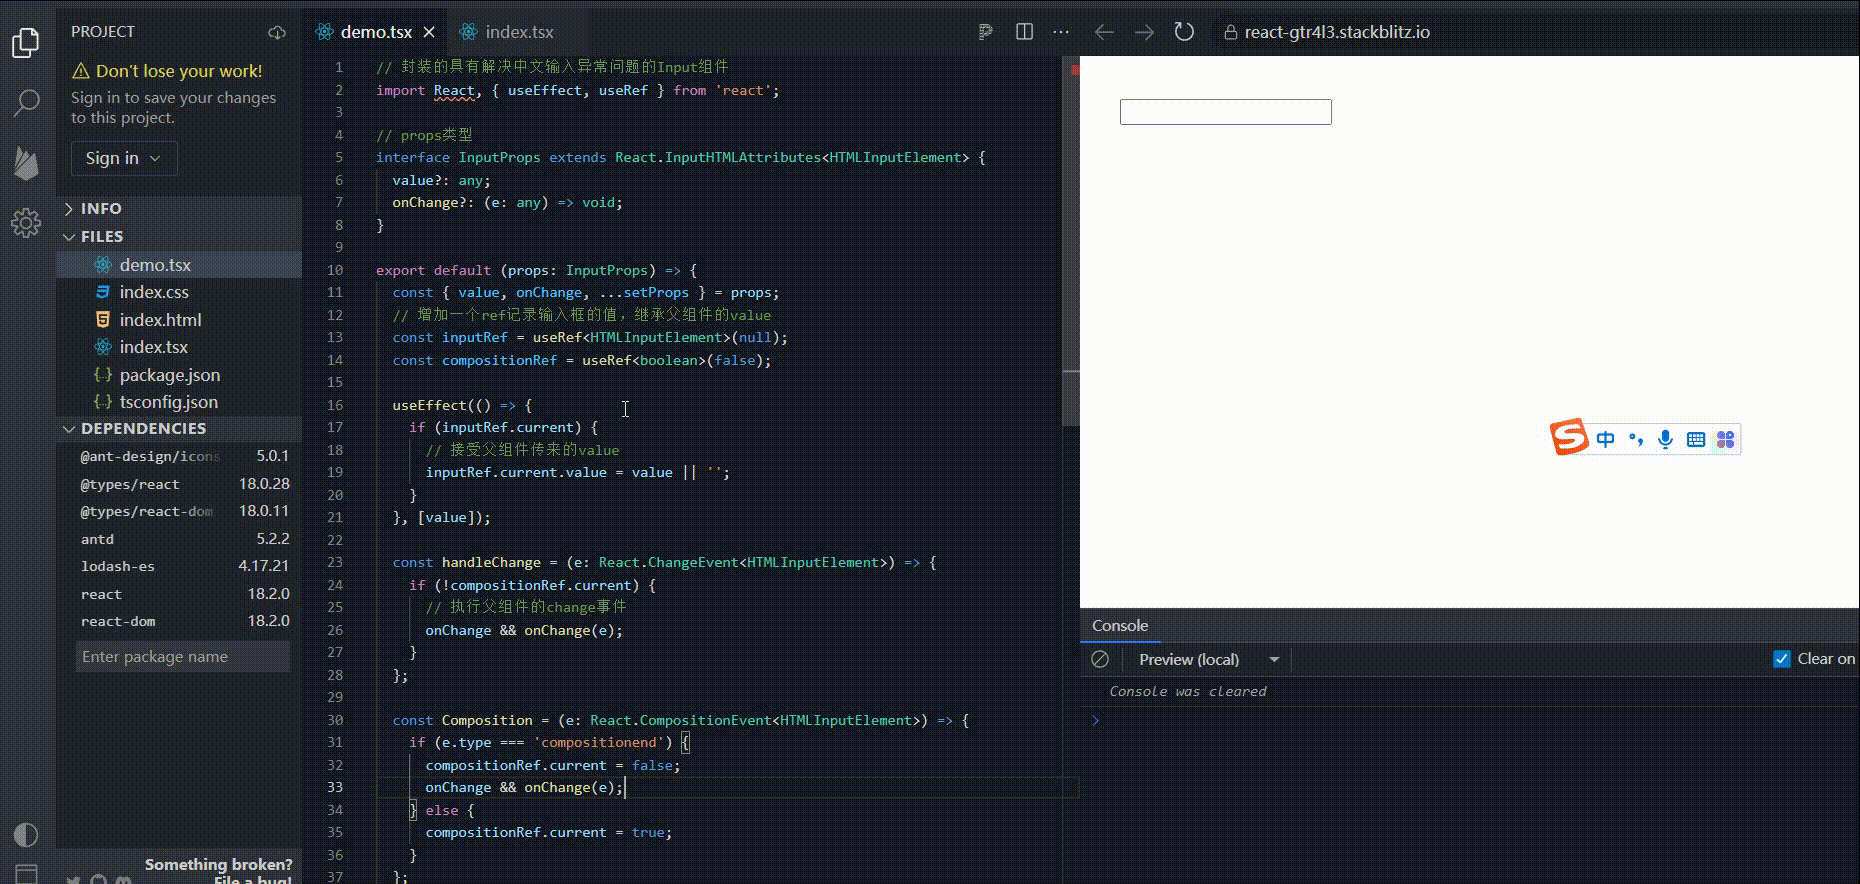 PROJECT
Don't lose your work!
Sign in to save your changes
to this project.
Sign in
INFO
FILES
demo.tsx
index.css
index.html
index.tsx
package.json
tsconfig.json
DEPENDENCIES
@ant-design/icons 5.0.1
@types/react 18.0.28
@types/react-dom 18.0.11
antd 5.2.2
lodash-es 4.17.21
react 18.2.0
react-dom 18.2.0
Enter package name
Something broken?
File a bug!
demo.tsx
index.tsx
1 // 封装的具有解决中文输入异常问题的Input组件
2 import React, { useEffect, useRef } from 'react';
3
4 // props类型
5 interface InputProps extends React.InputHTMLAttributes<HTMLInputElement> {
6 value?: any;
7 onChange?: (e: any) => void;
8 }
9
10 export default (props: InputProps) => {
11 const { value, onChange, ...setProps } = props;
12 // 增加一个ref记录输入框的值，继承父组件的value
13 const inputRef = useRef<HTMLInputElement>(null);
14 const compositionRef = useRef<boolean>(false);
15
16 useEffect(() => {
17 if (inputRef.current) {
18 // 接受父组件传来的value
19 inputRef.current.value = value || '';
20 }
21 }, [value]);
22
23 const handleChange = (e: React.ChangeEvent<HTMLInputElement>) => {
24 if (!compositionRef.current) {
25 // 执行父组件的change事件
26 onChange && onChange(e);
27 }
28 };
29
30 const Composition = (e: React.CompositionEvent<HTMLInputElement>) => {
31 if (e.type === 'compositionend') {
32 compositionRef.current = false;
33 onChange && onChange(e);
34 } else {
35 compositionRef.current = true;
36 }
37 };
react-gtr4l3.stackblitz.io
S 中
Console
Preview (local)
Clear on
Console was cleared